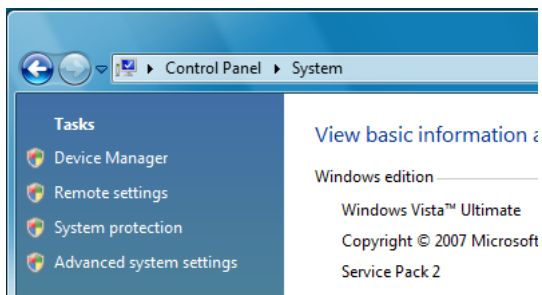 Control Panel System
Tasks
Device Manager
Remote settings
System protection
Advanced system settings
View basic information
Windows edition
Windows Vista™ Ultimate
Copyright © 2007 Microsoft
Service Pack 2